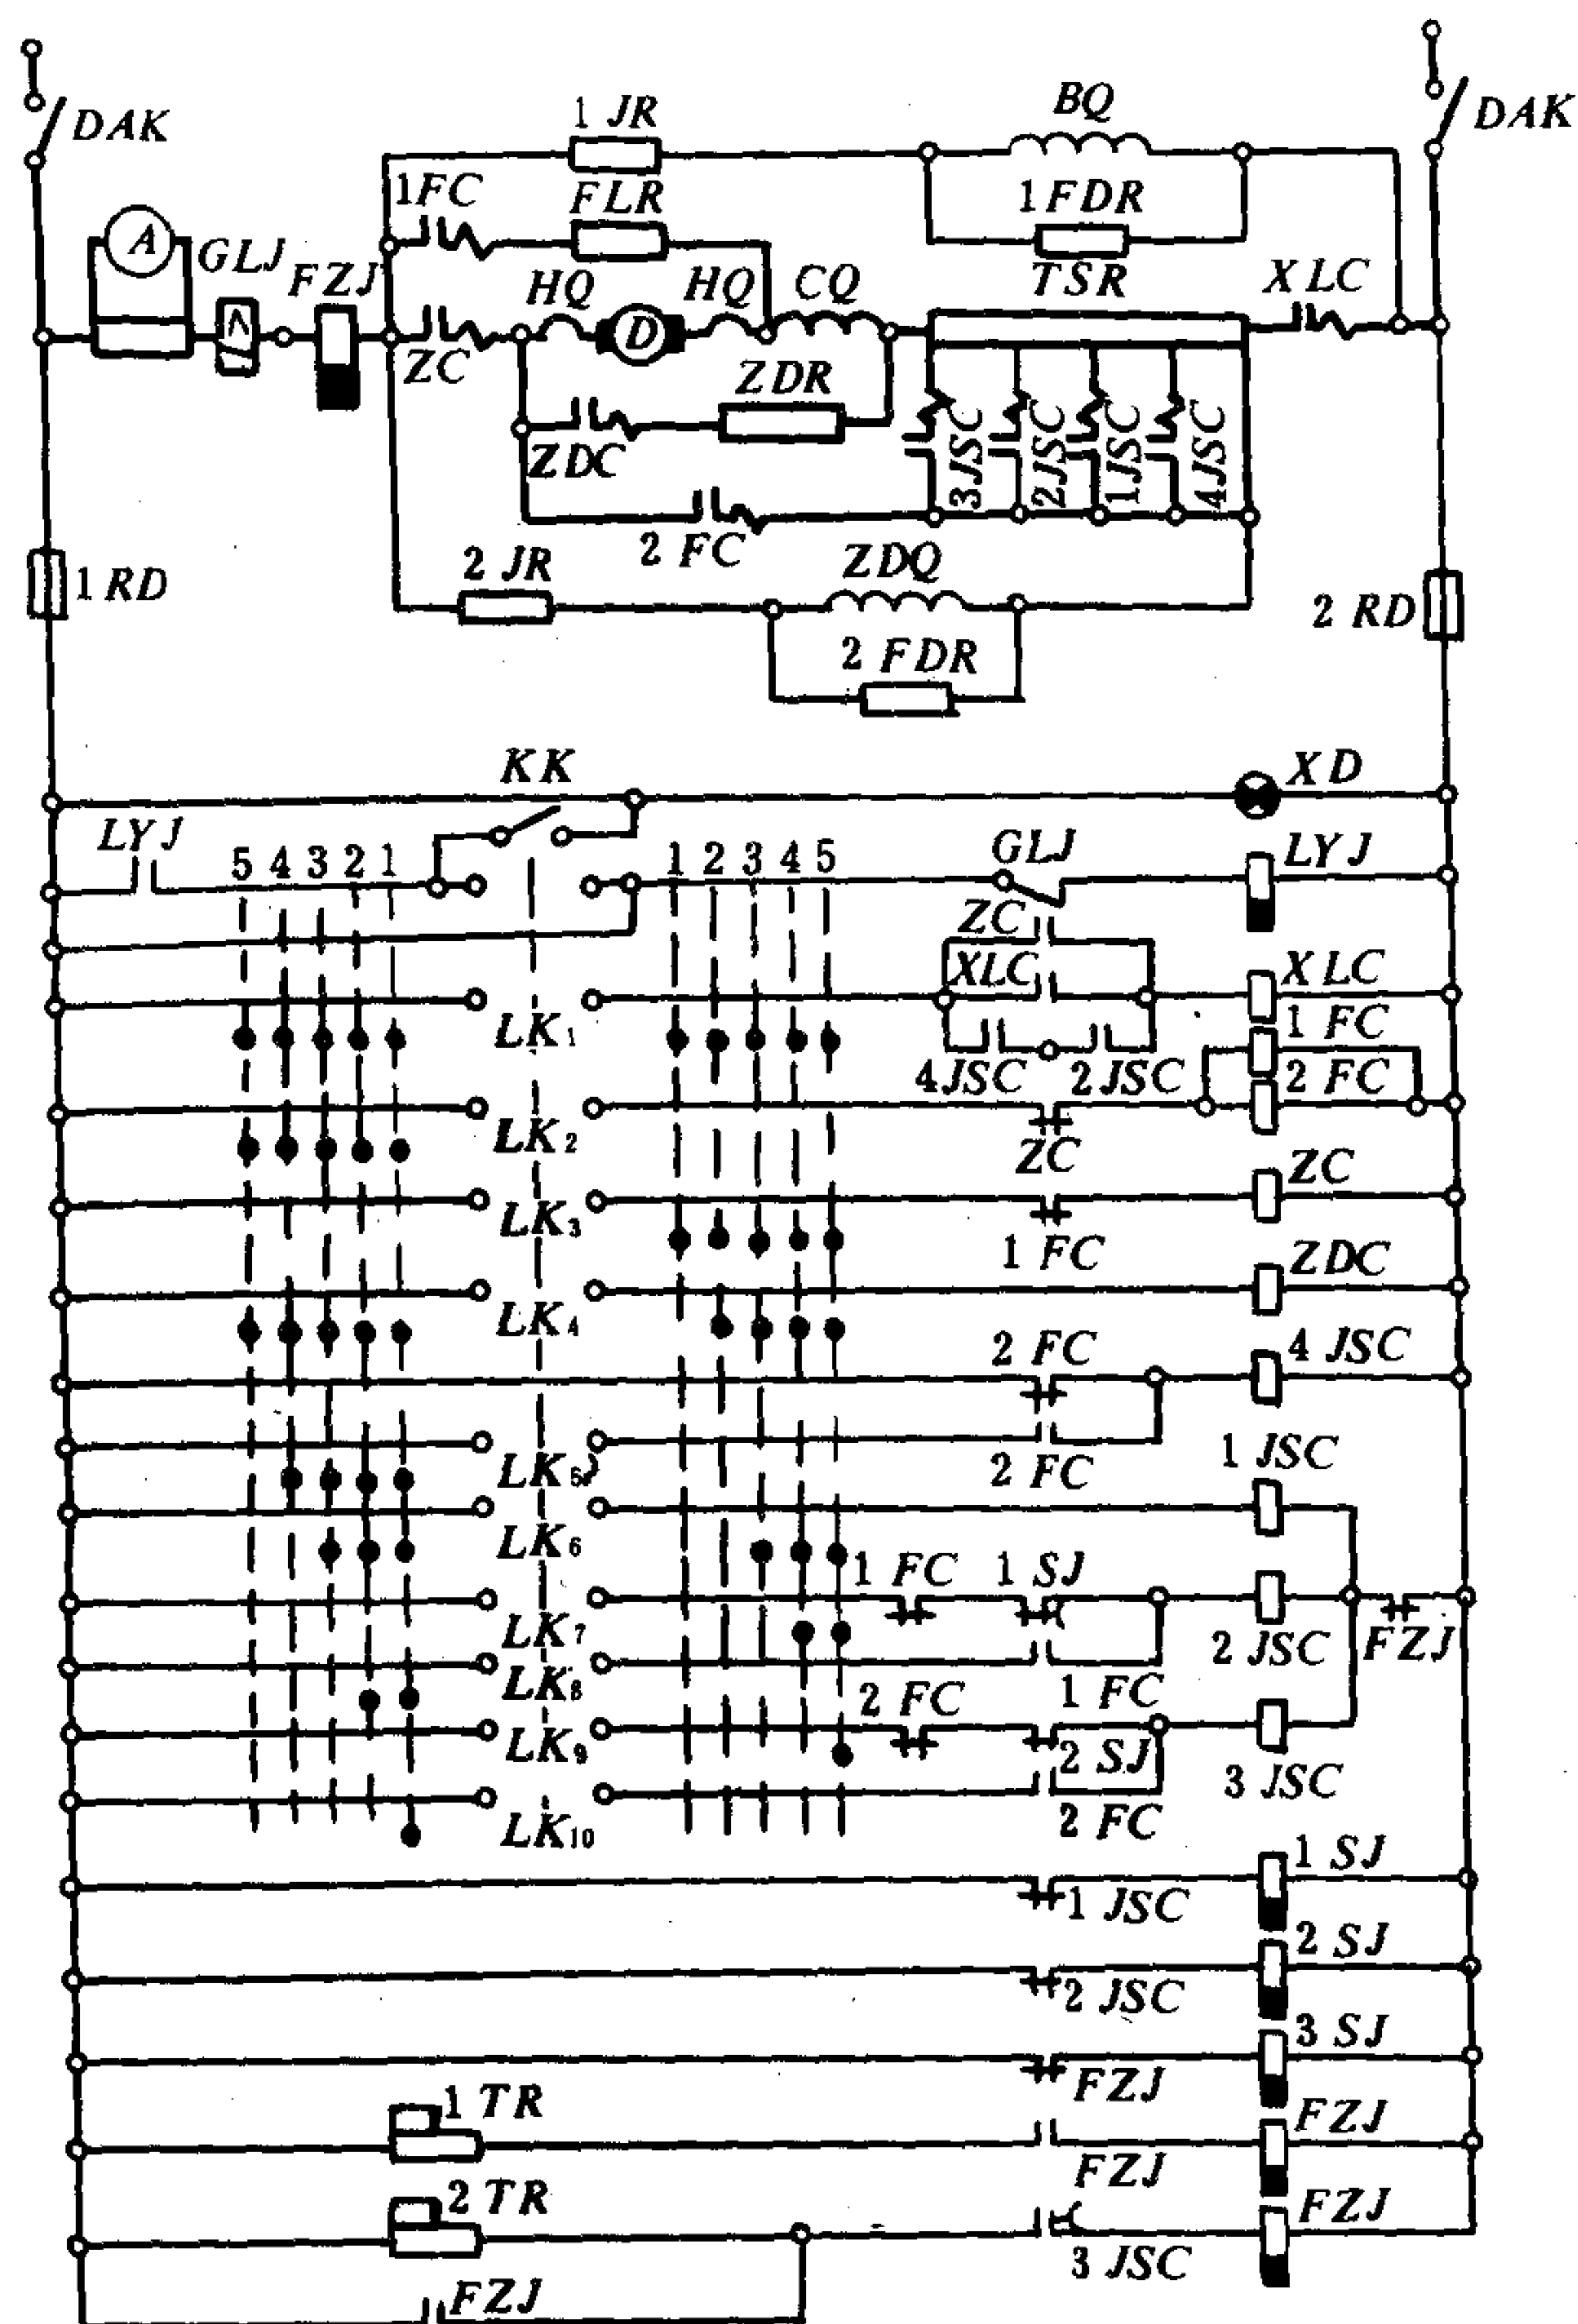 DAK
DAK
1 JR
BQ
1FC
FLR
1 FDR
A
GLJ
FZJ
HQ
HQ
CQ
TSR
XLC
D
ZC
ZDR
ZDC
3JSC
2JSC
1JSC
4JSC
2 FC
1 RD
2 JR
ZDQ
2 RD
2 FDR
KK
XD
LYJ
5 4 3 2 1
1 2 3 4 5
GLJ
LYJ
ZC
XLC
XLC
LK1
1 FC
4JSC
2JSC
2 FC
LK2
ZC
ZC
LK3
1 FC
ZDC
LK4
2 FC
4 JSC
LK5
2 FC
1 JSC
LK6
1 FC
1 SJ
LK7
2 JSC
FZJ
LK8
2 FC
1 FC
LK9
2 SJ
3 JSC
LK10
2 FC
1 SJ
1 JSC
2 SJ
2 JSC
3 SJ
FZJ
1 TR
FZJ
FZJ
2 TR
FZJ
3 JSC
FZJ